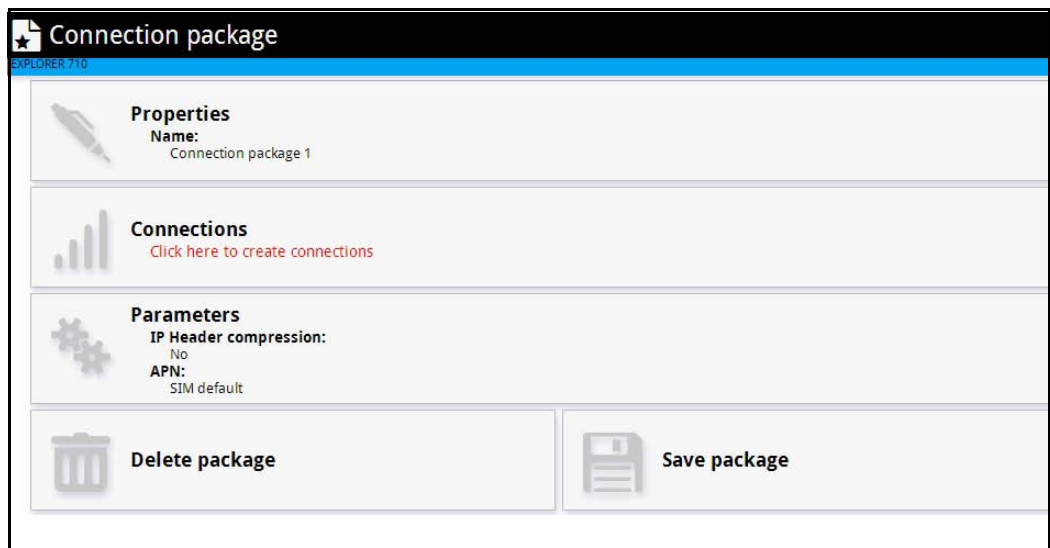 Connection package
EXPLORER 710
Properties
Name:
Connection package 1
Connections
Click here to create connections
Parameters
IP Header compression:
No
APN:
SIM default
Delete package
Save package